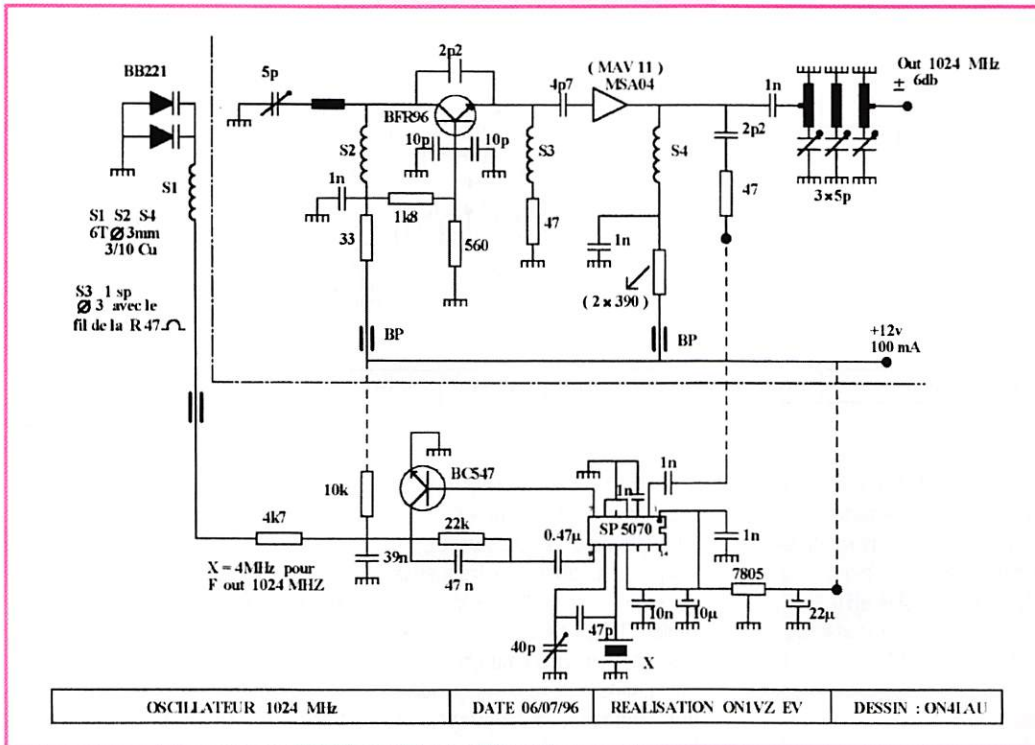 BB221
5p
2p2
BFR96
4p7
( MAV 11 )
MSA04
1n
Out 1024 MHz
± 6db
S1
S2
10p
10p
S3
S4
2p2
3×5p
1n
1k8
33
560
47
1n
47
( 2 × 390 )
S1 S2 S4
6T Ø 3mm
3/10 Cu
S3 1 sp
Ø 3 avec le
fil de la R 47
BP
BP
+12v
100 mA
BC547
10k
1n
1n
SP 5070
1n
4k7
22k
0.47µ
39n
47 n
X = 4MHz pour
F out 1024 MHZ
7805
10n
10µ
22µ
40p
47p
X
OSCILLATEUR 1024 MHz
DATE 06/07/96
REALISATION ON1VZ EV
DESSIN : ON4LAU